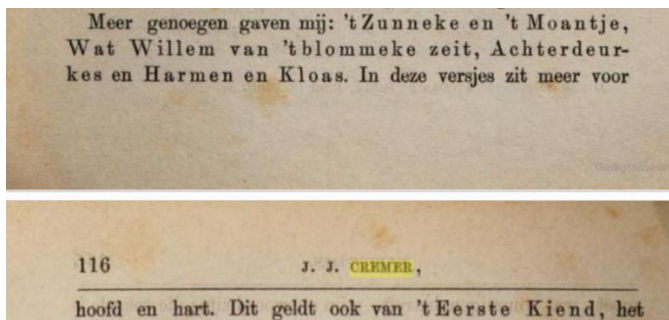 Meer genoegen gaven mij: 't Zunneke en 't Moantje,
Wat Willem van 't blommeke zeit, Achterdeur-
kes en Harmen en Kloas. In deze versjes zit meer voor
116 J. J. CREMER,
hoofd en hart. Dit geldt ook van 't Eerste Kiend, het